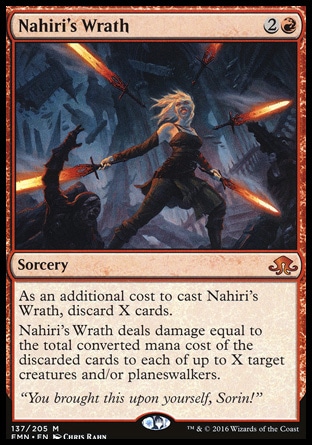 Nahiri's Wrath 2
Sorcery
As an additional cost to cast Nahiri's
Wrath, discard X cards.
Nahiri's Wrath deals damage equal to
the total converted mana cost of the
discarded cards to each of up to X target
creatures and/or planeswalkers.
"You brought this upon yourself, Sorin!"
137/205 M
EMN • EN CHRIS RAHN
™ & © 2016 Wizards of the Coast